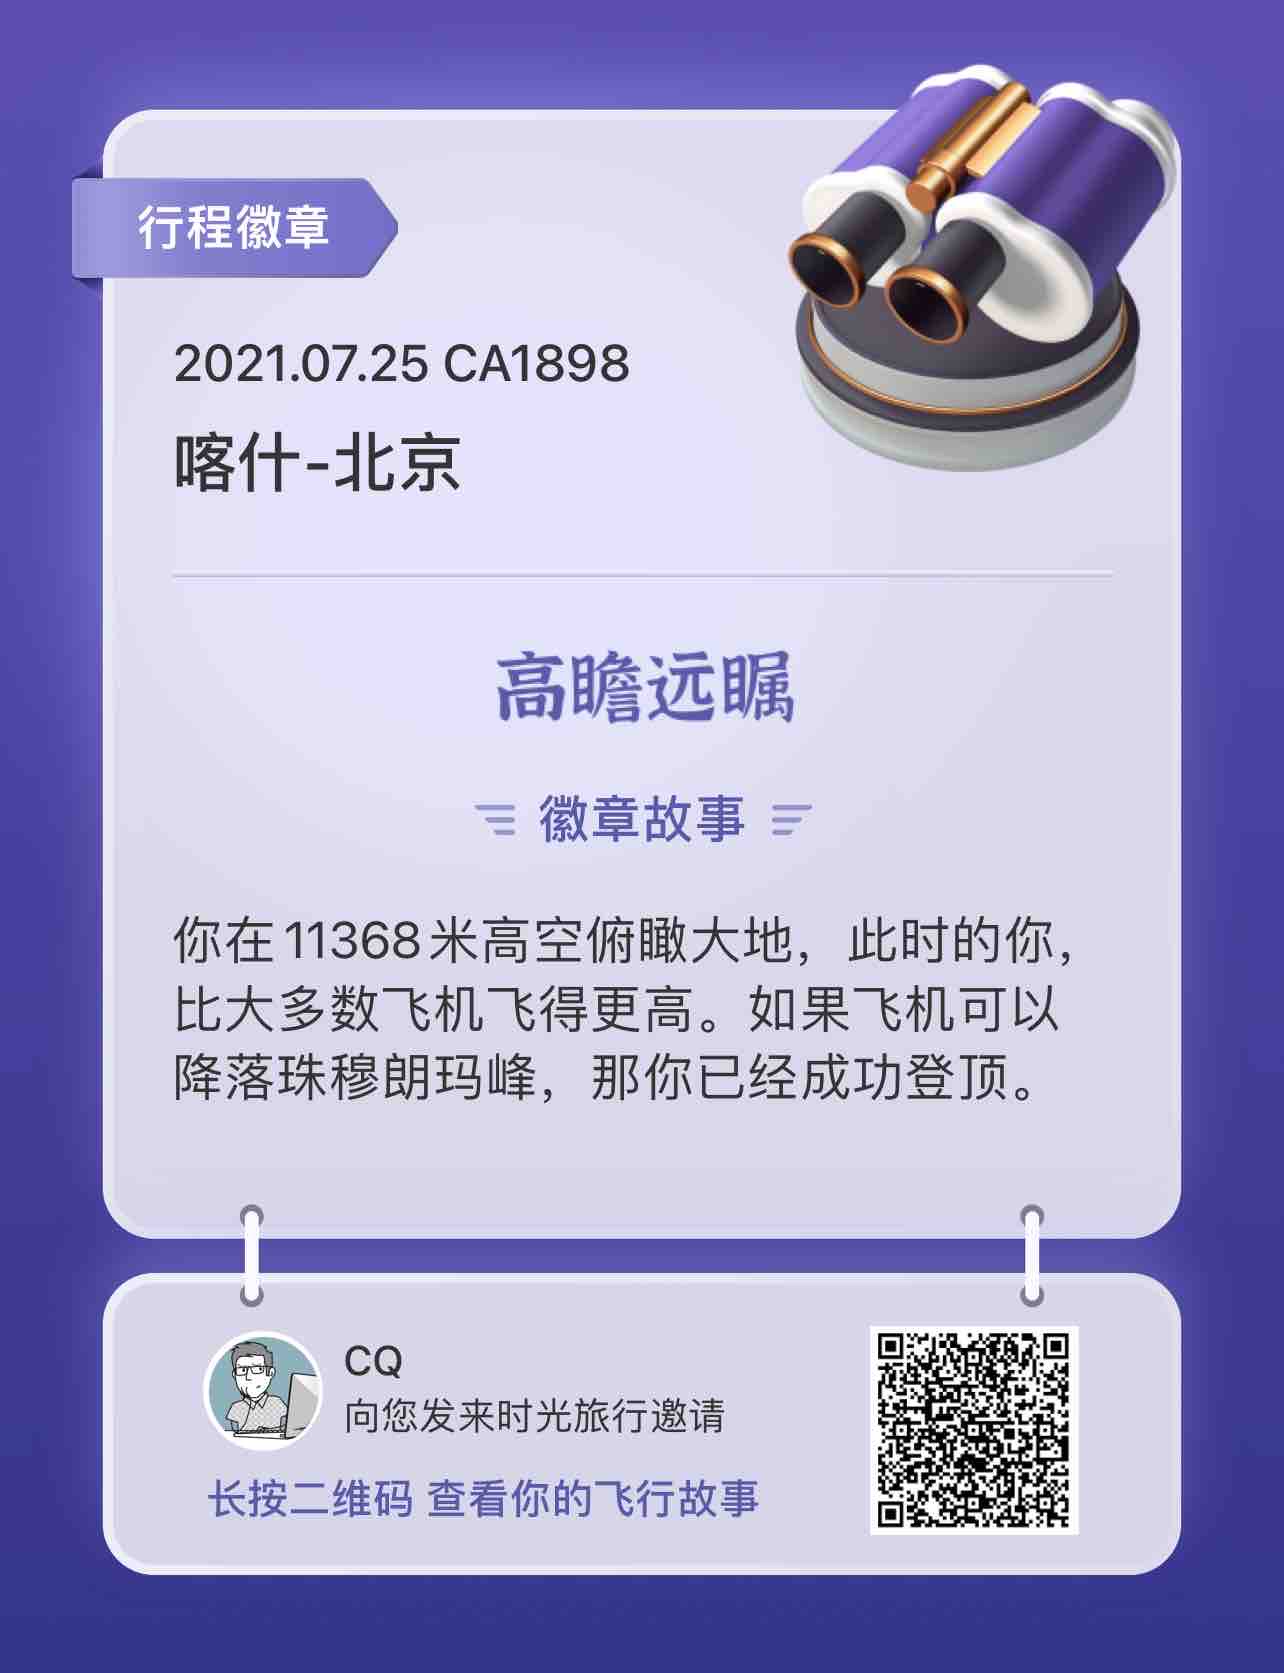 行程徽章
2021.07.25 CA1898
喀什-北京
高瞻远瞩
徽章故事
你在11368米高空俯瞰大地，此时的你，
比大多数飞机飞得更高。如果飞机可以
降落珠穆朗玛峰，那你已经成功登顶。
CQ
向您发来时光旅行邀请
长按二维码 查看你的飞行故事